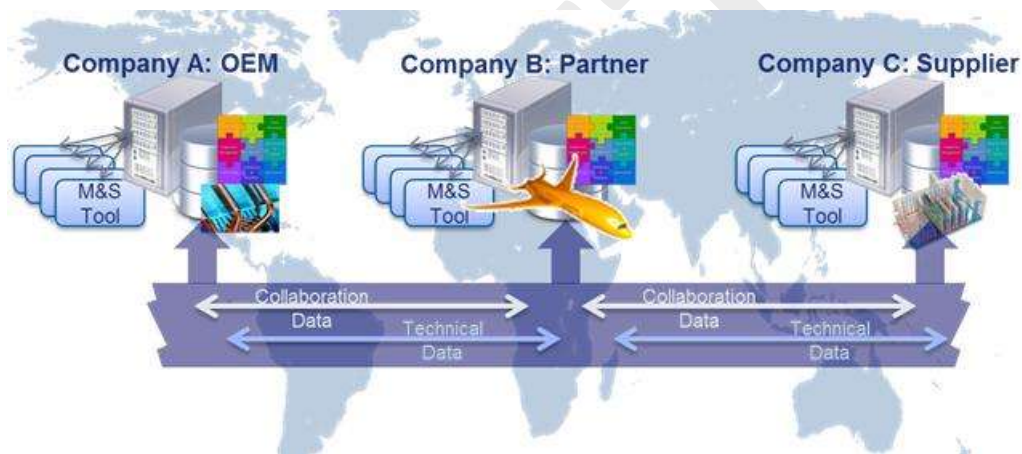 Company A: OEM
Company B: Partner
Company C: Supplier
M&S
Tool
M&S
Tool
M&S
Tool
Collaboration
Data
Technical
Data
Collaboration
Data
Technical
Data